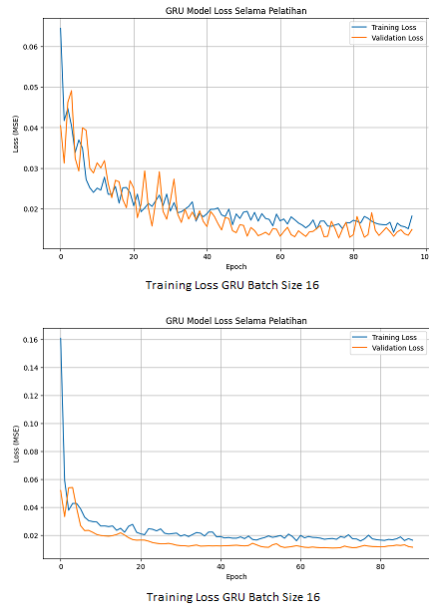 GRU Model Loss Selama Pelatihan
Training Loss
Validation Loss
0.06
0.05
0.04
0.03
0.02
Loss (MSE)
0 20 40 60 80 100
Epoch
Training Loss GRU Batch Size 16
GRU Model Loss Selama Pelatihan
Training Loss
Validation Loss
0.16
0.14
0.12
0.10
0.08
0.06
0.04
0.02
Loss (MSE)
0 20 40 60 80
Epoch
Training Loss GRU Batch Size 16